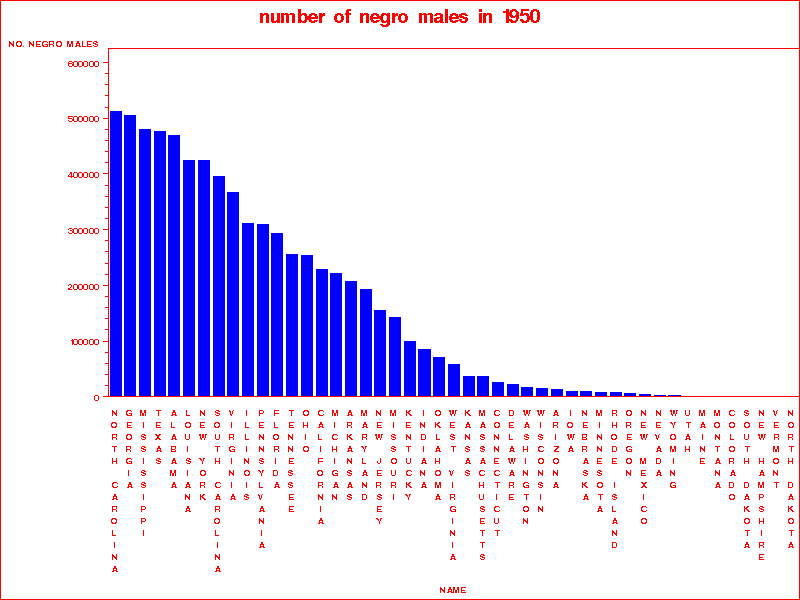 number of negro males in 1950
NO. NEGRO MALES
600000
500000
400000
300000
200000
100000
0
NORTH CAROLINA
GEORGIA
MISSISSIPPI
TEXAS
ALABAMA
LOUISIANA
NEW YORK
SOUTH CAROLINA
VIRGINIA
ILLINOIS
PENNSYLVANIA
FLORIDA
TENNESSEE
OHIO
CALIFORNIA
MICHIGAN
ARKANSAS
MARYLAND
NEW JERSEY
MISSOURI
KENTUCKY
INDIANA
OKLAHOMA
WEST VIRGINIA
KANSAS
MASSACHUSETTS
CONNECTICUT
DELAWARE
WASHINGTON
WISCONSIN
ARIZONA
IOWA
NEBRASKA
MINNESOTA
RHODE ISLAND
OREGON
NEW MEXICO
NEVADA
WYOMING
UTAH
MAINE
MONTANA
COLORADO
SOUTH DAKOTA
NEW HAMPSHIRE
VERMONT
NORTH DAKOTA
NAME